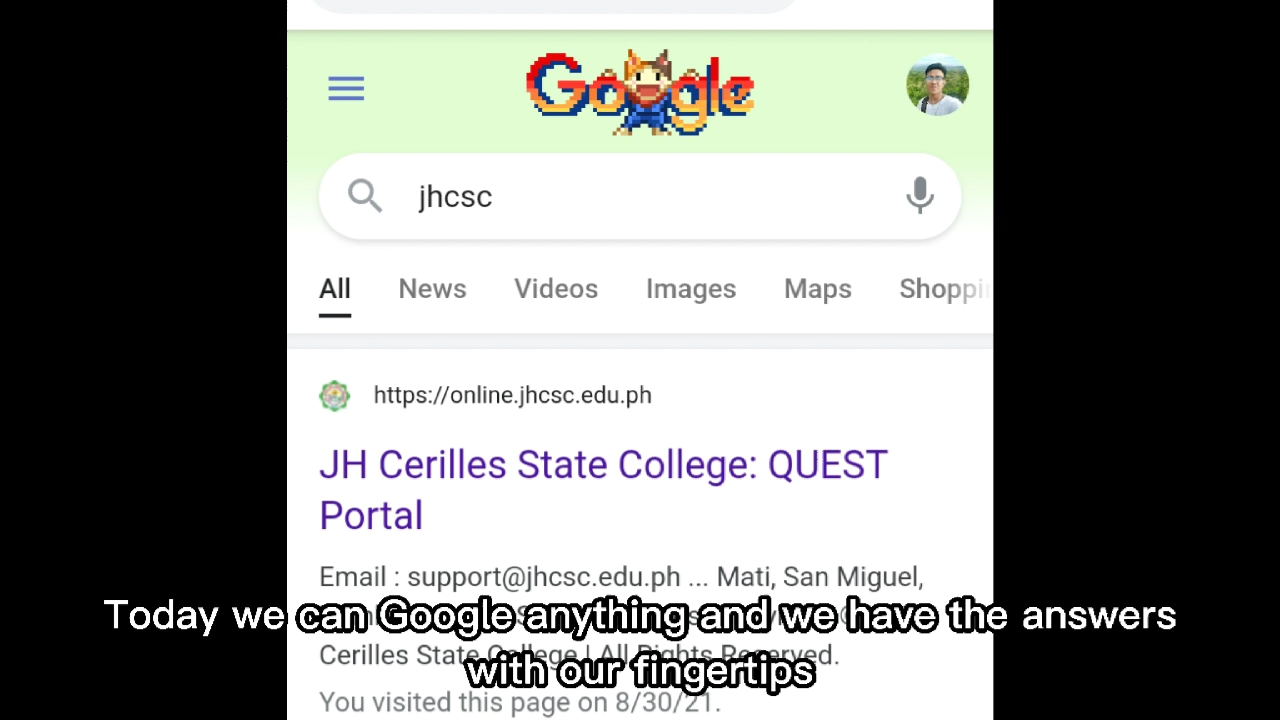 Google
jhcsc
All News Videos Images Maps Shoppi
https://online.jhcsc.edu.ph
JH Cerilles State College: QUEST
Portal
Email : support@jhcsc.edu.ph ... Mati, San Miguel,
Cerilles State College | All Rights Reserved.
You visited this page on 8/30/21.
Today we can Google anything and we have the answers
with our fingertips